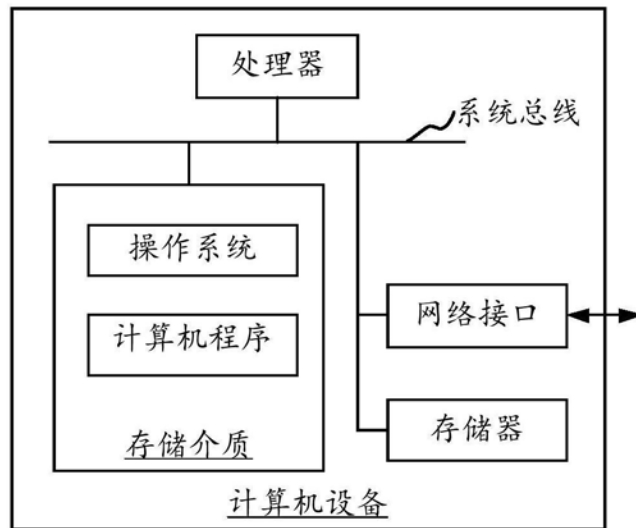 处理器
系统总线
操作系统
计算机程序
存储介质
网络接口
存储器
计算机设备